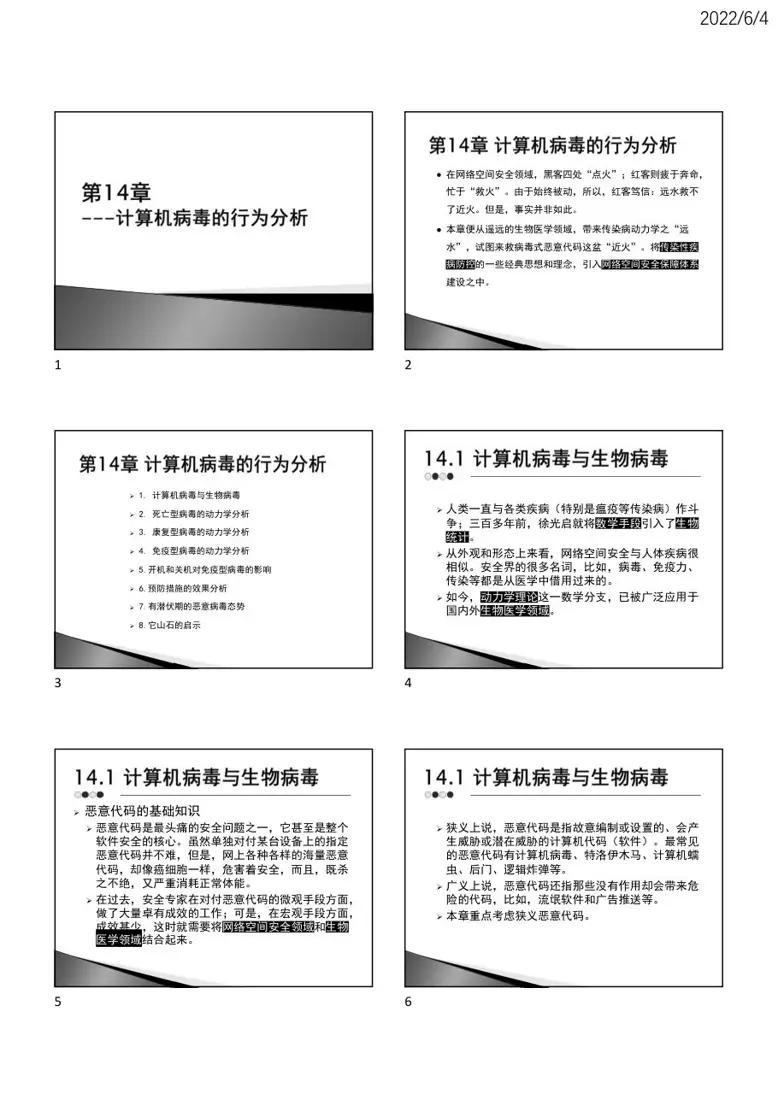 2022/6/4
第14章
---计算机病毒的行为分析
1
第14章 计算机病毒的行为分析
● 在网络空间安全领域，黑客四处“点火”；红客则疲于奔命，
忙于“救火”。由于始终被动，所以，红客笃信：远水救不
了近火。但是，事实并非如此。
● 本章便从遥远的生物医学领域，带来传染病动力学之“远
水”，试图来救病毒式恶意代码这盆“近火”。将传染性疾
病防控的一些经典思想和理念，引入网络空间安全保障体系
建设之中。
2
第14章 计算机病毒的行为分析
➢ 1. 计算机病毒与生物病毒
➢ 2. 死亡型病毒的动力学分析
➢ 3. 康复型病毒的动力学分析
➢ 4. 免疫型病毒的动力学分析
➢ 5.开机和关机对免疫型病毒的影响
➢ 6.预防措施的效果分析
➢ 7.有潜伏期的恶意病毒态势
➢ 8.它山石的启示
3
14.1 计算机病毒与生物病毒
➢ 人类一直与各类疾病（特别是瘟疫等传染病）作斗
争；三百多年前，徐光启就将数学手段引入了生物
统计。
➢ 从外观和形态上来看，网络空间安全与人体疾病很
相似。安全界的很多名词，比如，病毒、免疫力、
传染等都是从医学中借用过来的。
➢ 如今，动力学理论这一数学分支，已被广泛应用于
国内外生物医学领域。
4
14.1 计算机病毒与生物病毒
➢ 恶意代码的基础知识
➢ 恶意代码是最头痛的安全问题之一，它甚至是整个
软件安全的核心。虽然单独对付某台设备上的指定
恶意代码并不难，但是，网上各种各样的海量恶意
代码，却像癌细胞一样，危害着安全，而且，既杀
之不绝，又严重消耗正常体能。
➢ 在过去，安全专家在对付恶意代码的微观手段方面，
做了大量卓有成效的工作；可是，在宏观手段方面，
成效甚少，这时就需要将网络空间安全领域和生物
医学领域结合起来。
5
14.1 计算机病毒与生物病毒
➢ 狭义上说，恶意代码是指故意编制或设置的、会产
生威胁或潜在威胁的计算机代码（软件）。最常见
的恶意代码有计算机病毒、特洛伊木马、计算机蠕
虫、后门、逻辑炸弹等。
➢ 广义上说，恶意代码还指那些没有作用却会带来危
险的代码，比如，流氓软件和广告推送等。
➢ 本章重点考虑狭义恶意代码。
6